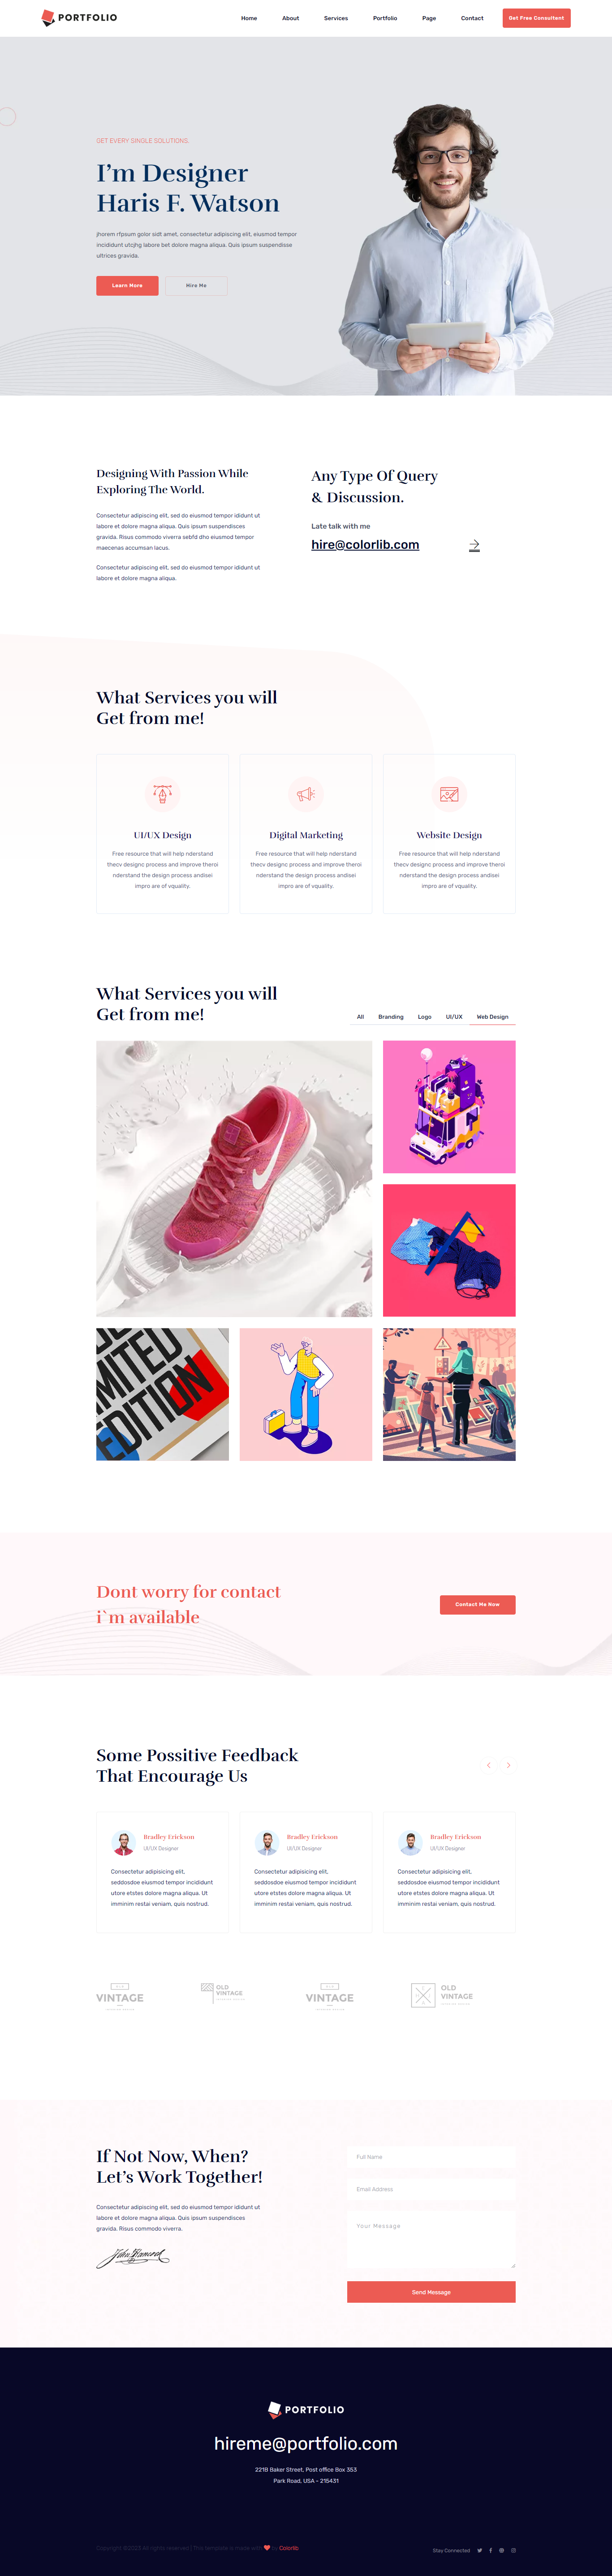 PORTFOLIO
Home About Services Portfolio Page Contact Get Free Consultent
GET EVERY SINGLE SOLUTIONS.
I'm Designer
Haris F. Watson
jhorem rfpsum golor sidt amet, consectetur adipiscing elit, eiusmod tempor
incididunt utcjhg labore bet dolore magna aliqua. Quis ipsum suspendisse
ultrices gravida.
Learn More Hire Me
Designing With Passion While
Exploring The World.
Consectetur adipiscing elit, sed do eiusmod tempor ididunt ut
labore et dolore magna aliqua. Quis ipsum suspendisces
gravida. Risus commodo viverra sebfd dho eiusmod tempor
maecenas accumsan lacus.
Consectetur adipiscing elit, sed do eiusmod tempor ididunt ut
labore et dolore magna aliqua.
Any Type Of Query
& Discussion.
Late talk with me
hire@colorlib.com
What Services you will
Get from me!
UI/UX Design
Free resource that will help nderstand
thecv designc process and improve theroi
nderstand the design process andisei
impro are of vquality.
Digital Marketing
Free resource that will help nderstand
thecv designc process and improve theroi
nderstand the design process andisei
impro are of vquality.
Website Design
Free resource that will help nderstand
thecv designc process and improve theroi
nderstand the design process andisei
impro are of vquality.
What Services you will
Get from me!
All Branding Logo UI/UX Web Design
EDITION
Dont worry for contact
i`m available
Contact Me Now
Some Possitive Feedback
That Encourage Us
Bradley Erickson
UI/UX Designer
Consectetur adipisicing elit,
seddosdoe eiusmod tempor incididunt
utore etstes dolore magna aliqua. Ut
imminim restai veniam, quis nostrud.
Bradley Erickson
UI/UX Designer
Consectetur adipisicing elit,
seddosdoe eiusmod tempor incididunt
utore etstes dolore magna aliqua. Ut
imminim restai veniam, quis nostrud.
Bradley Erickson
UI/UX Designer
Consectetur adipisicing elit,
seddosdoe eiusmod tempor incididunt
utore etstes dolore magna aliqua. Ut
imminim restai veniam, quis nostrud.
VINTAGE
OLD
VINTAGE
VINTAGE
OLD
VINTAGE
If Not Now, When?
Let's Work Together!
Consectetur adipiscing elit, sed do eiusmod tempor ididunt ut
labore et dolore magna aliqua. Quis ipsum suspendisces
gravida. Risus commodo viverra.
Full Name
Email Address
Your Message
Send Message
PORTFOLIO
hireme@portfolio.com
221B Baker Street, Post office Box 353
Park Road, USA - 215431
Copyright ©2023 All rights reserved | This template is made with ❤ by Colorlib
Stay Connected